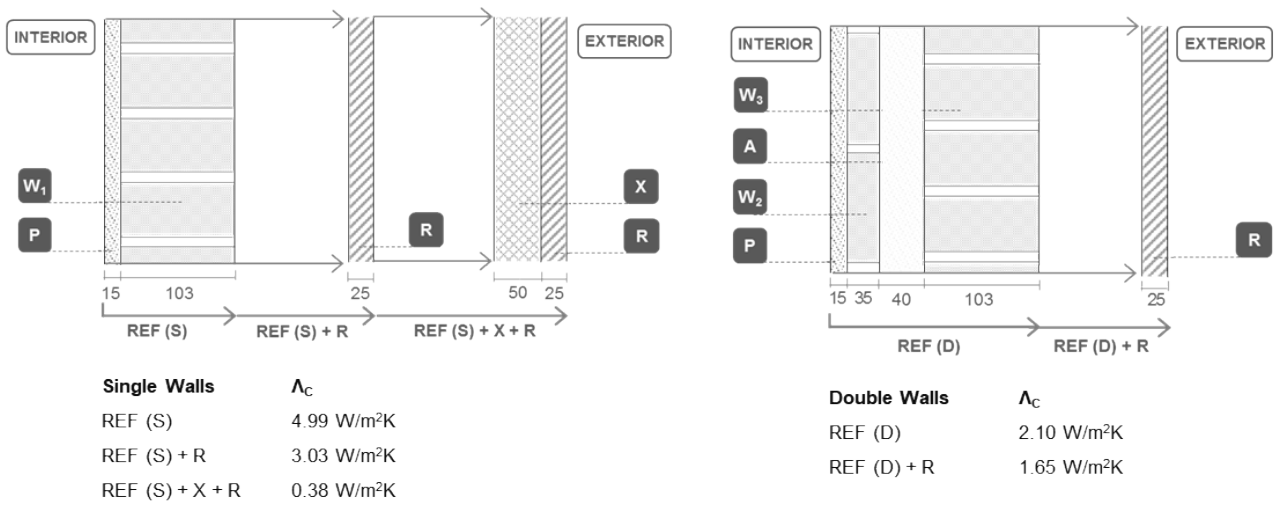 INTERIOR
EXTERIOR
W1
P
R
X
R
15 103 25 50 25
REF (S) REF (S) + R REF (S) + X + R
Single Walls ΛC
REF (S) 4.99 W/m²K
REF (S) + R 3.03 W/m²K
REF (S) + X + R 0.38 W/m²K
INTERIOR
EXTERIOR
W3
A
W2
P
R
15 35 40 103 25
REF (D) REF (D) + R
Double Walls ΛC
REF (D) 2.10 W/m²K
REF (D) + R 1.65 W/m²K